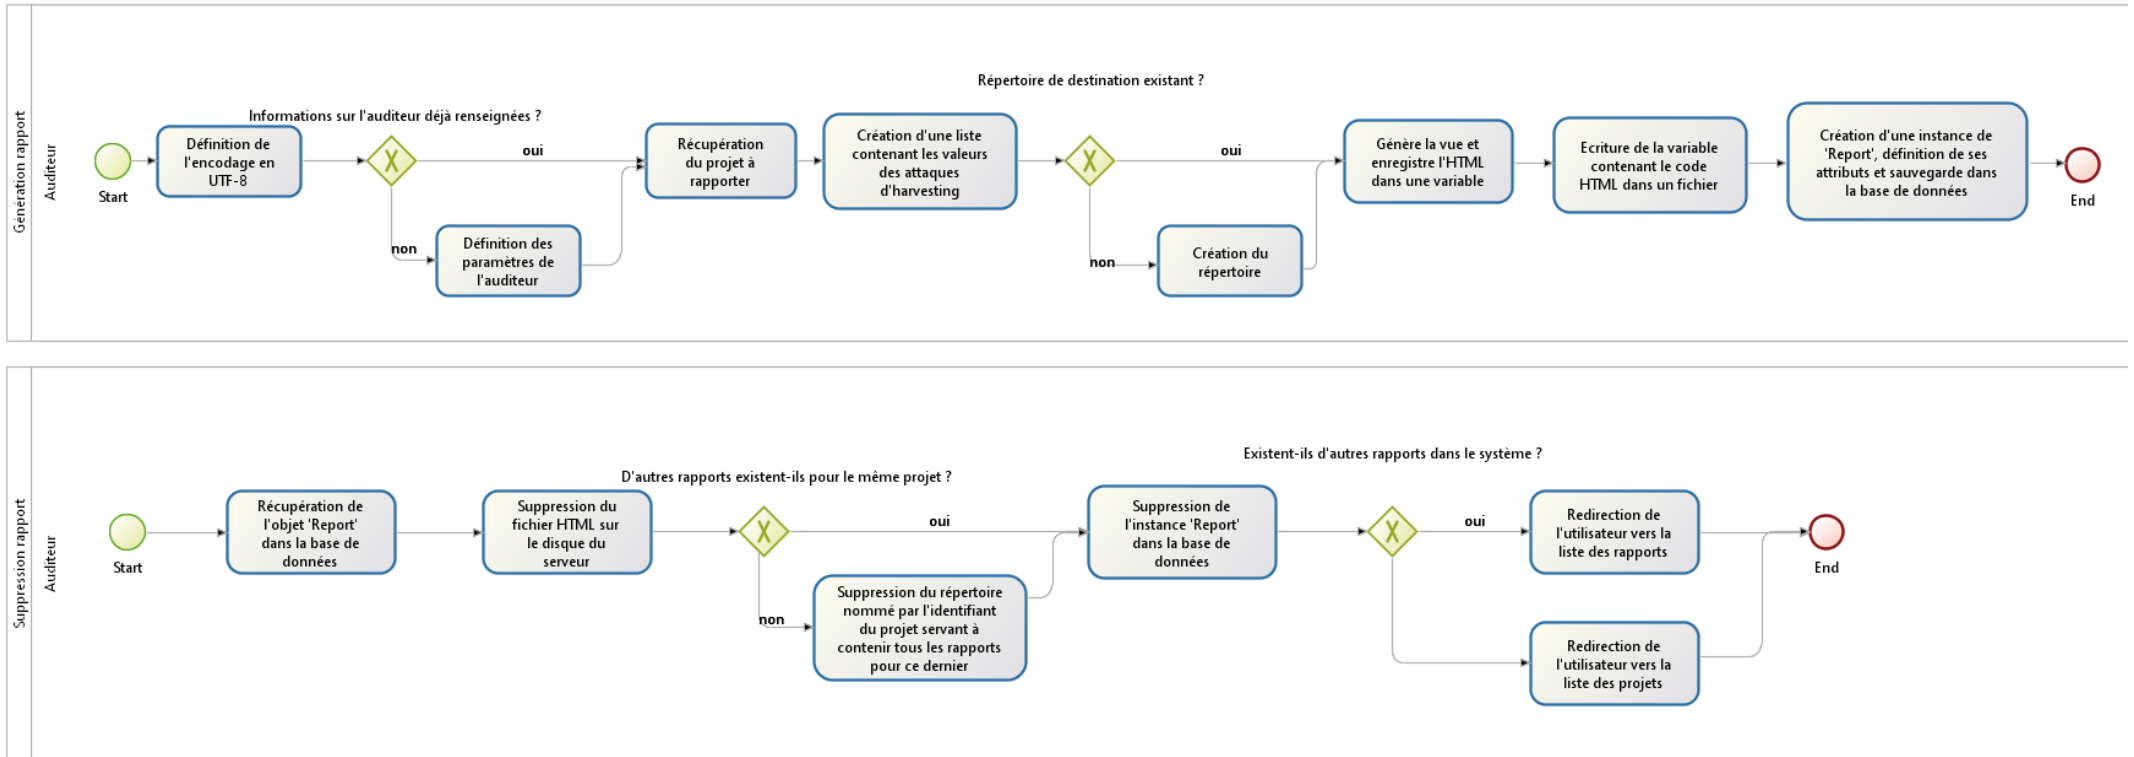 Génération rapport
Auditeur
Répertoire de destination existant ?
Informations sur l'auditeur déjà renseignées ?
Start
Définition de
l'encodage en
UTF-8
oui
non
Définition des
paramètres de
l'auditeur
Récupération
du projet à
rapporter
Création d'une liste
contenant les valeurs
des attaques
d'harvesting
oui
non
Création du
répertoire
Génère la vue et
enregistre l'HTML
dans une variable
Ecriture de la variable
contenant le code
HTML dans un fichier
Création d'une instance de
'Report', définition de ses
attributs et sauvegarde dans
la base de données
End
Suppression rapport
Auditeur
Start
Récupération de
l'objet 'Report'
dans la base de
données
Suppression du
fichier HTML sur
le disque du
serveur
D'autres rapports existent-ils pour le même projet ?
oui
non
Suppression du répertoire
nommé par l'identifiant
du projet servant à
contenir tous les rapports
pour ce dernier
Suppression de
l'instance 'Report'
dans la base de
données
Existent-ils d'autres rapports dans le système ?
oui
Redirection de
l'utilisateur vers la
liste des rapports
Redirection de
l'utilisateur vers la
liste des projets
End